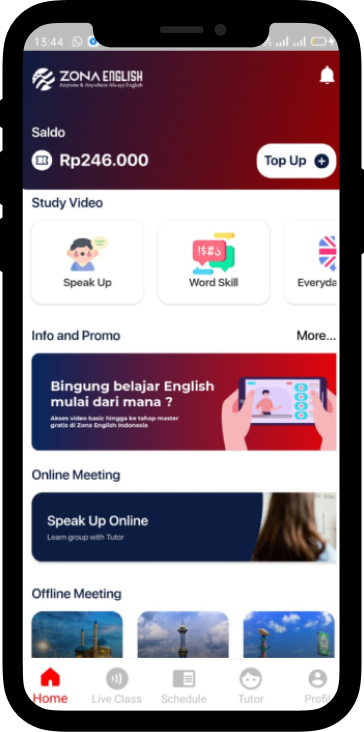 13:44
ZONA ENGLISH
Anytime & Anywhere Always English
Saldo
Rp246.000
Top Up
Study Video
Speak Up
!$#
Word Skill
Everyda
Info and Promo
More...
Bingung belajar English
mulai dari mana ?
Akses video basic hingga ke tahap master
gratis di Zona English Indonesia
Online Meeting
Speak Up Online
Learn group with Tutor
Offline Meeting
Home
Live Class
Schedule
Tutor
Profil